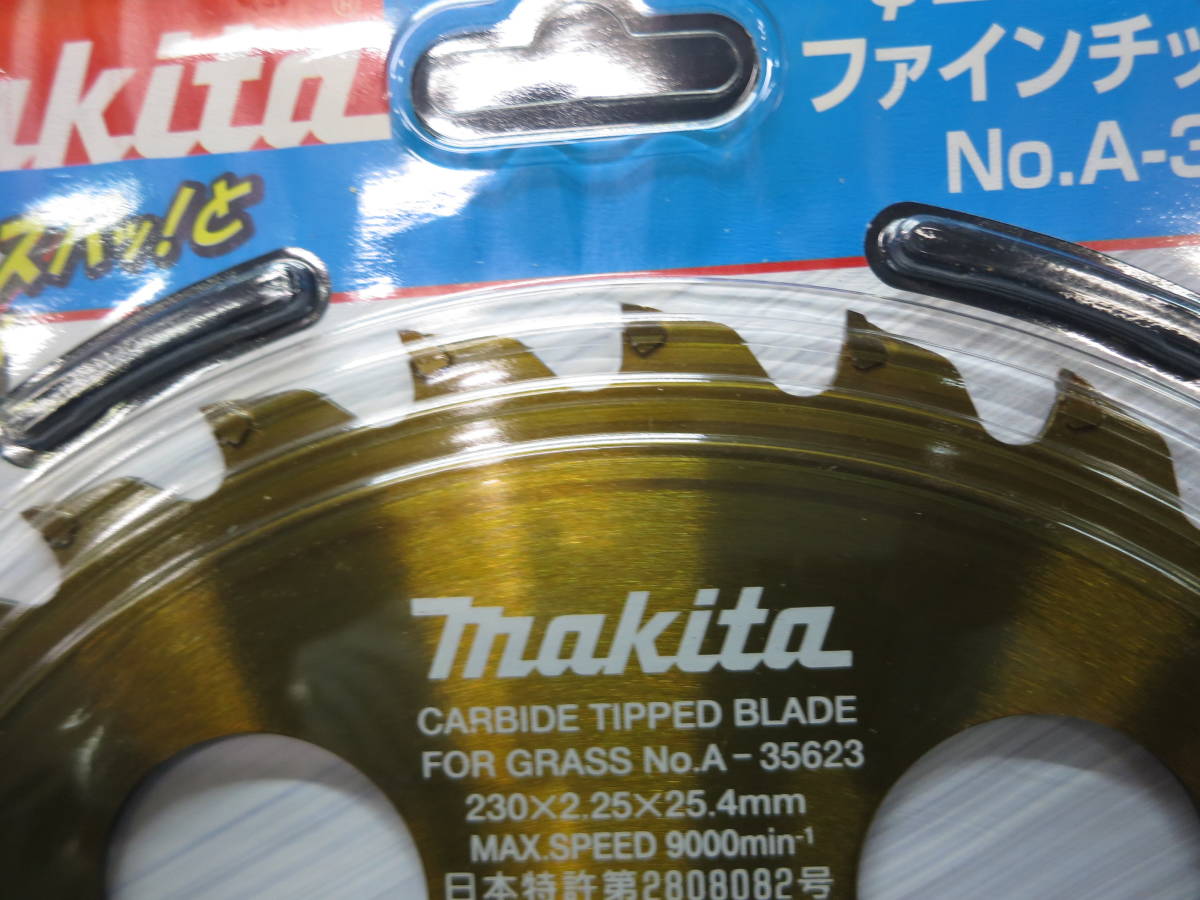 makita
ファインチッ
No.A-3
スパッ!と
makita
CARBIDE TIPPED BLADE
FOR GRASS No.A-35623
230×2.25×25.4mm
MAX.SPEED 9000min-1
日本特許第2808082号